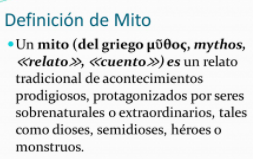 Definición de Mito
• Un mito (del griego μῦθος, mythos,
«relato», «cuento») es un relato
tradicional de acontecimientos
prodigiosos, protagonizados por seres
sobrenaturales o extraordinarios, tales
como dioses, semidioses, héroes o
monstruos.